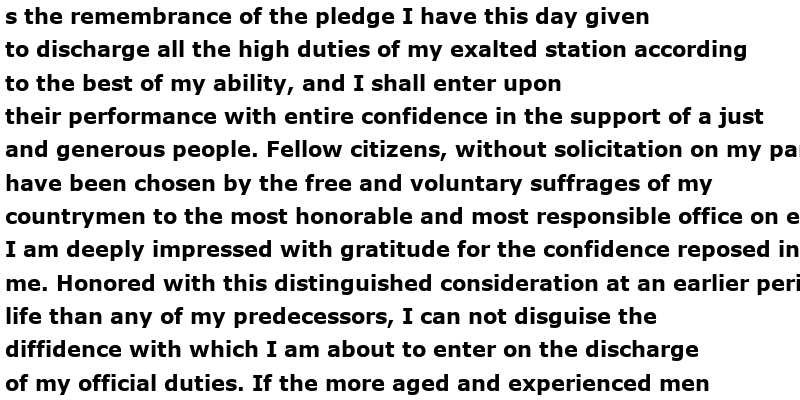 s the remembrance of the pledge I have this day given
to discharge all the high duties of my exalted station according
to the best of my ability, and I shall enter upon
their performance with entire confidence in the support of a just
and generous people. Fellow citizens, without solicitation on my
have been chosen by the free and voluntary suffrages of my
countrymen to the most honorable and most responsible office on
I am deeply impressed with gratitude for the confidence reposed in
me. Honored with this distinguished consideration at an earlier
life than any of my predecessors, I can not disguise the
diffidence with which I am about to enter on the discharge
of my official duties. If the more aged and experienced men